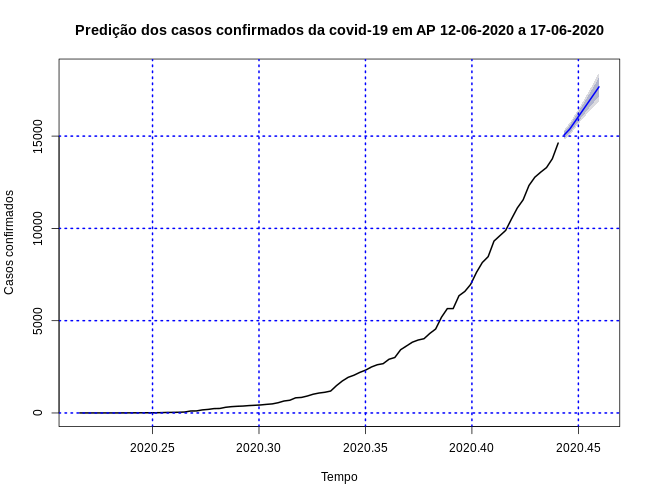 Predição dos casos confirmados da covid-19 em AP 12-06-2020 a 17-06-2020
Casos confirmados
15000
10000
5000
0
2020.25 2020.30 2020.35 2020.40 2020.45
Tempo